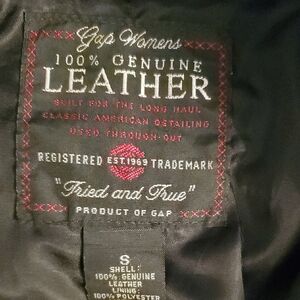 Gap Womens
100% GENUINE
LEATHER
BUILT FOR THE LONG HAUL
CLASSIC AMERICAN DETAILING
USED THROUGH-OUT
REGISTERED EST.1969 TRADEMARK
"Tried and True"
PRODUCT OF GAP
S
SHELL:
100% GENUINE
LEATHER
LINING:
100% POLYESTER